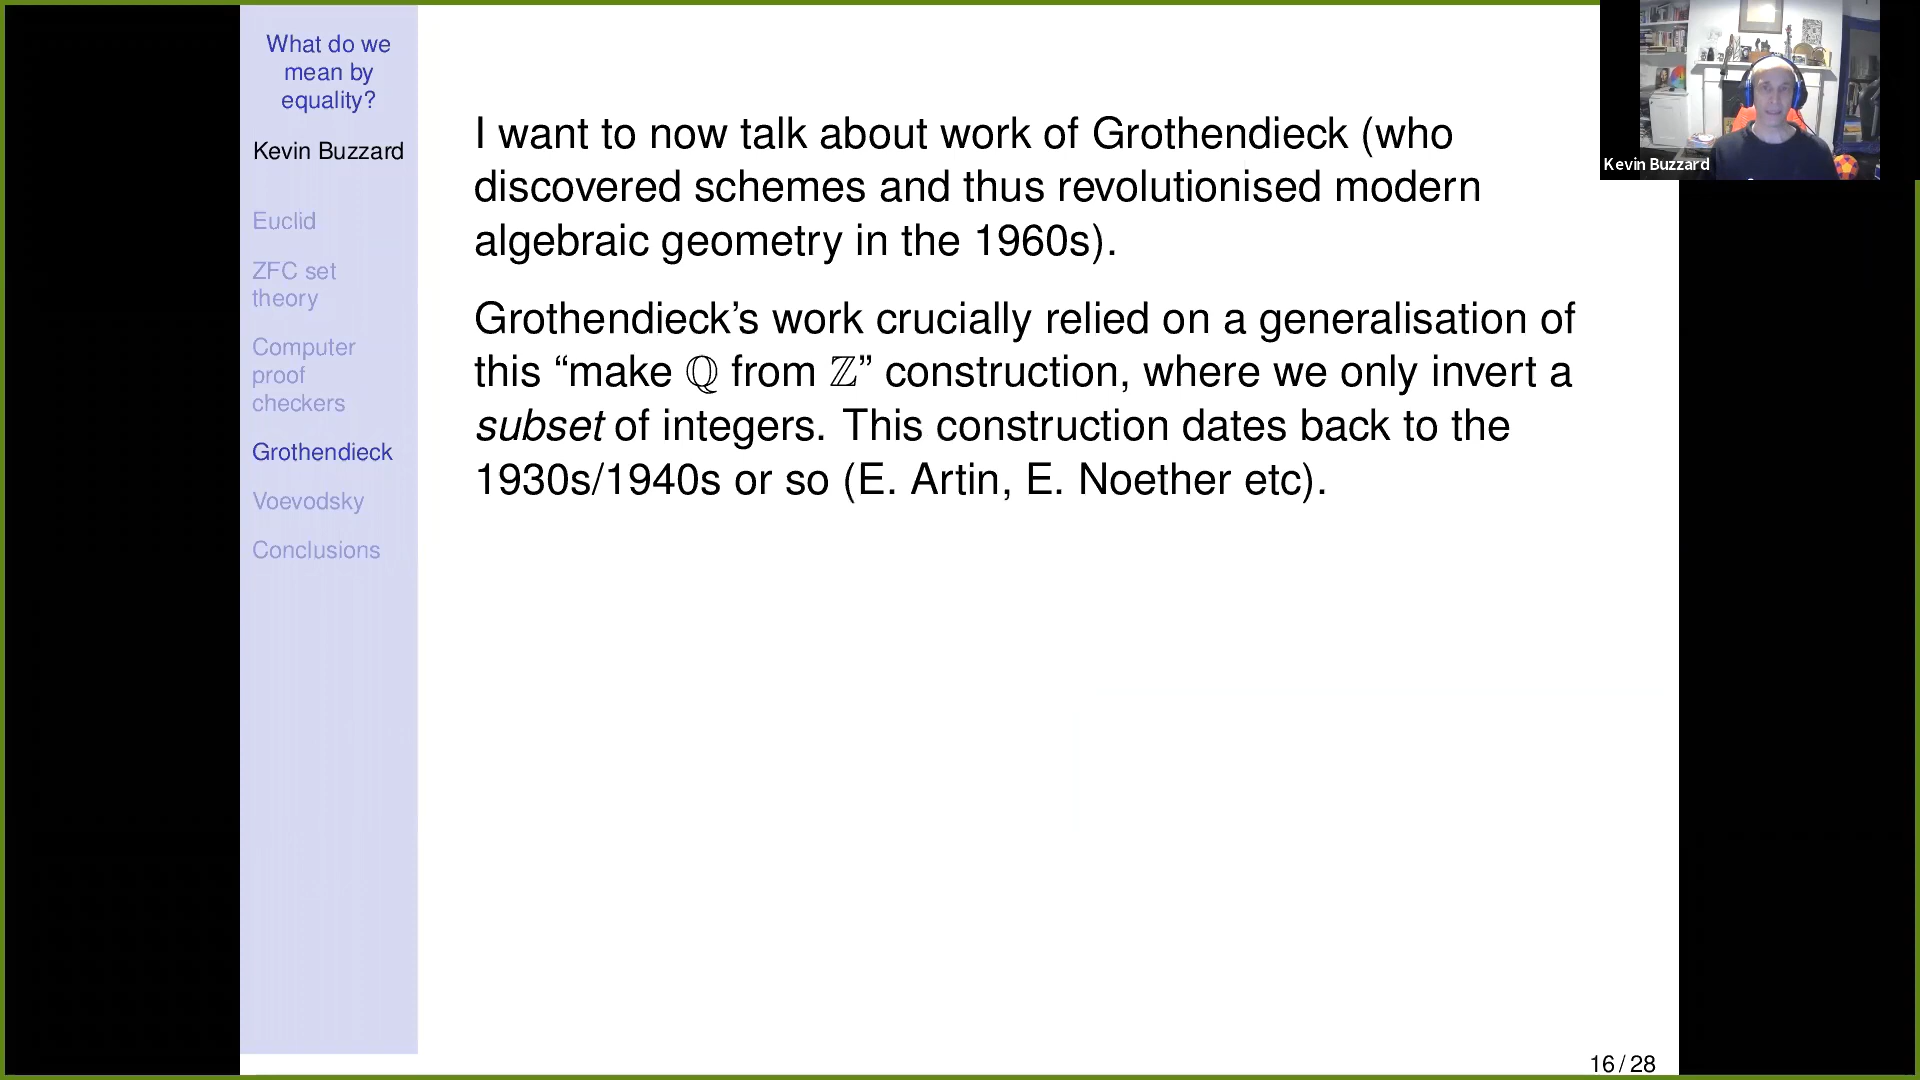 What do we
mean by
equality?
Kevin Buzzard
Euclid
ZFC set
theory
Computer
proof
checkers
Grothendieck
Voevodsky
Conclusions
I want to now talk about work of Grothendieck (who
discovered schemes and thus revolutionised modern
algebraic geometry in the 1960s).
Grothendieck’s work crucially relied on a generalisation of
this “make ℚ from ℤ” construction, where we only invert a
subset of integers. This construction dates back to the
1930s/1940s or so (E. Artin, E. Noether etc).
16 / 28
Kevin Buzzard